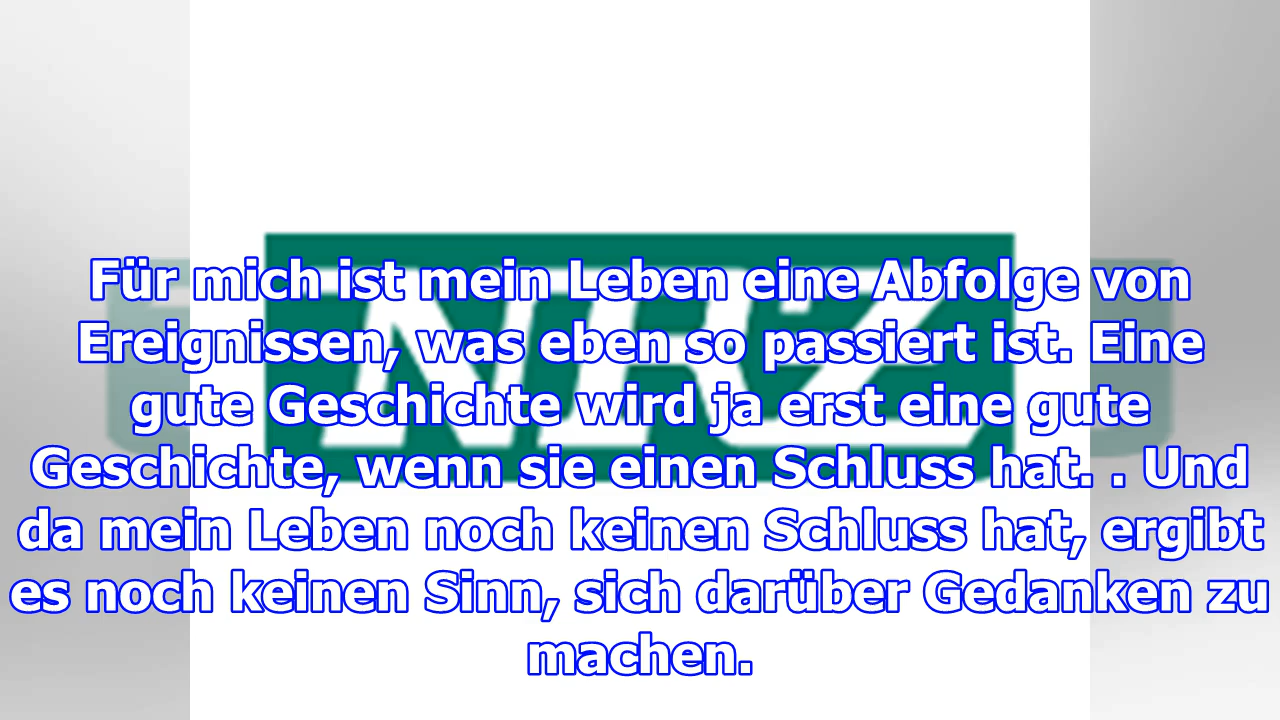 Für mich ist mein Leben eine Abfolge von
Ereignissen, was eben so passiert ist. Eine
gute Geschichte wird ja erst eine gute
Geschichte, wenn sie einen Schluss hat. . Und
da mein Leben noch keinen Schluss hat, ergibt
es noch keinen Sinn, sich darüber Gedanken zu
machen.
NRZ